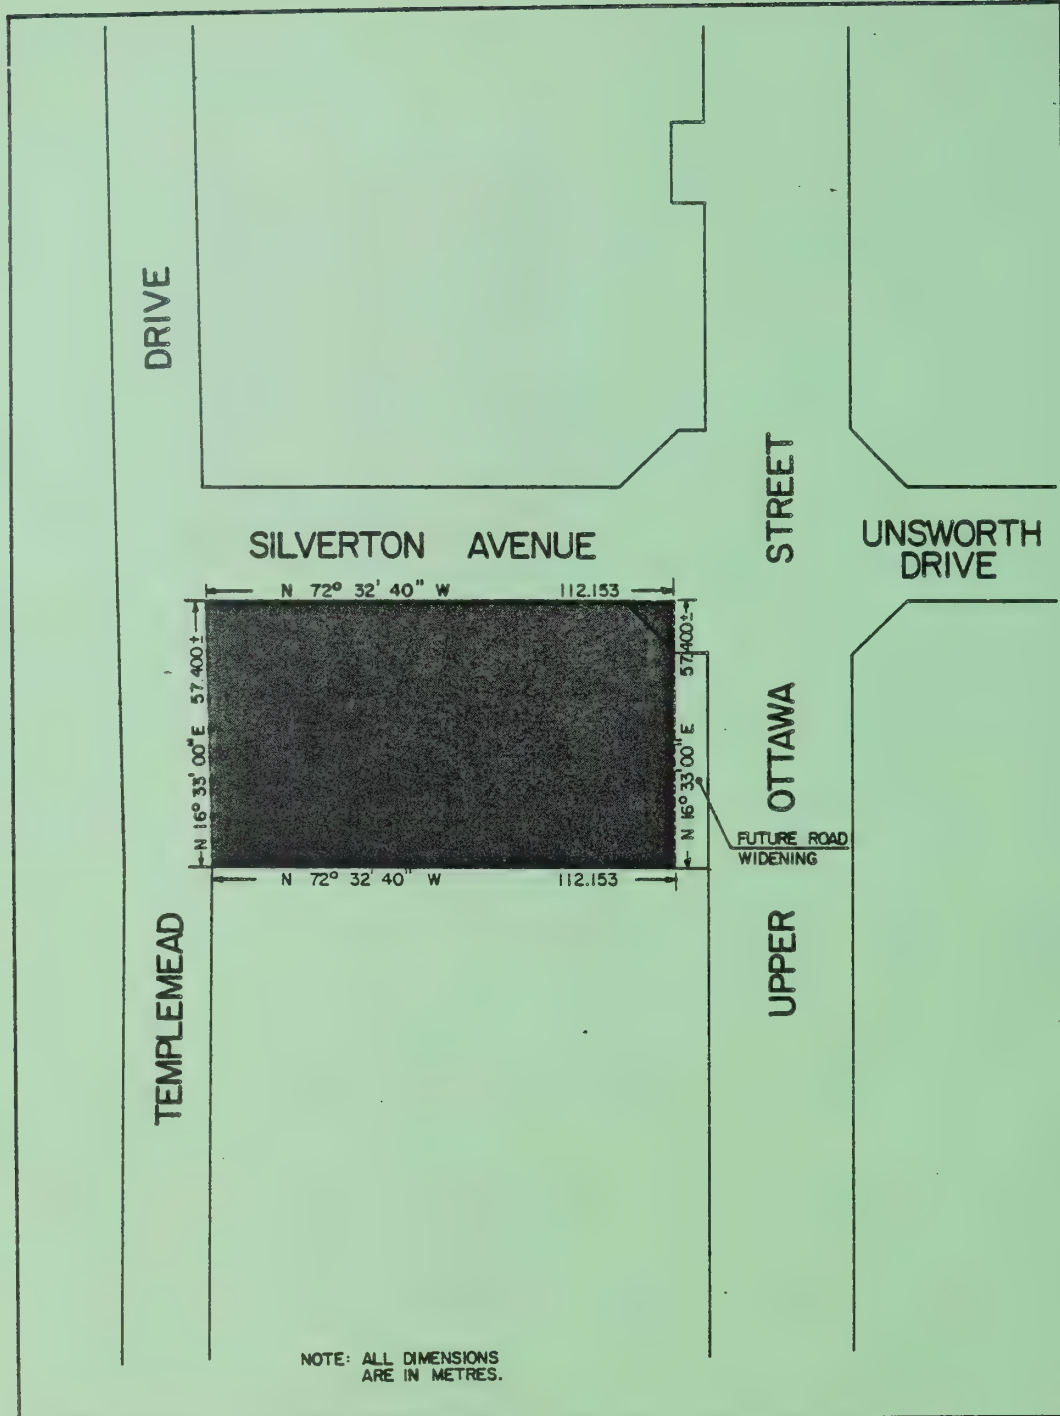 DRIVE
STREET
SILVERTON AVENUE
UNSWORTH
DRIVE
N 72° 32' 40" W 112.153
N 16° 33' 00" E 57.400±
N 16° 33' 00" E 57.400±
OTTAWA
FUTURE ROAD
WIDENING
N 72° 32' 40" W 112.153
TEMPLEMEAD
UPPER
NOTE: ALL DIMENSIONS
ARE IN METRES.